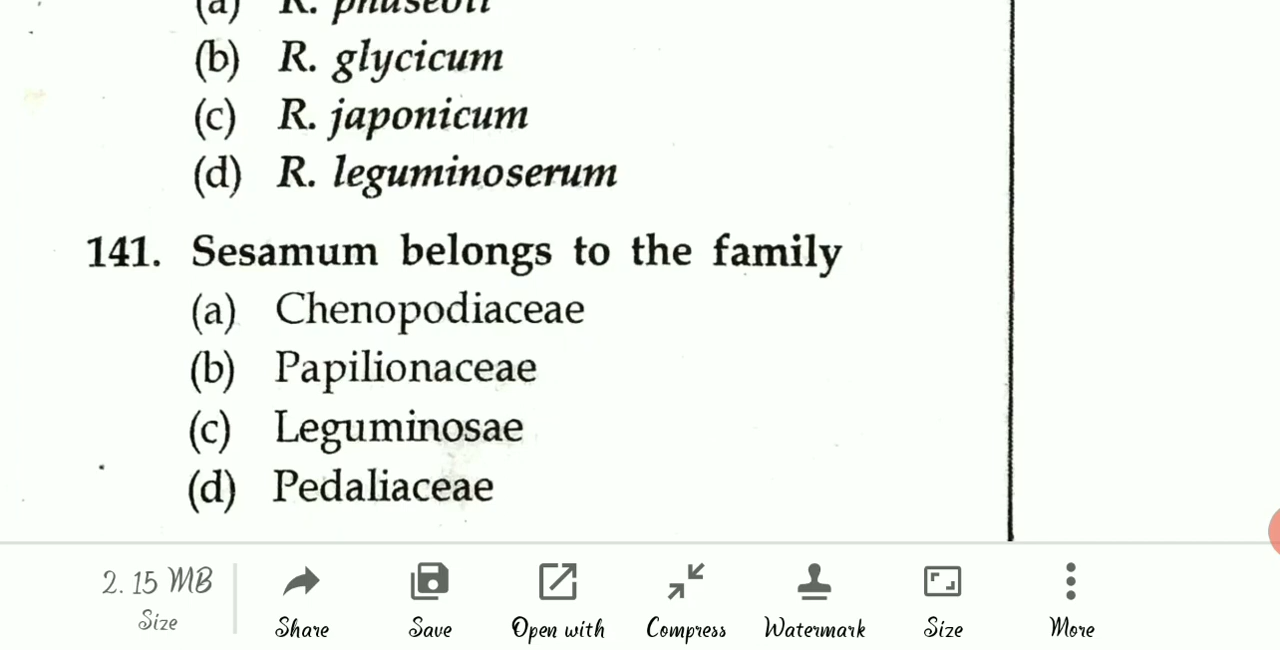 (b) R. glycicum
(c) R. japonicum
(d) R. leguminoserum
141. Sesamum belongs to the family
(a) Chenopodiaceae
(b) Papilionaceae
(c) Leguminosae
(d) Pedaliaceae
2.15 MB
Size
Share
Save
Open with
Compress
Watermark
Size
More